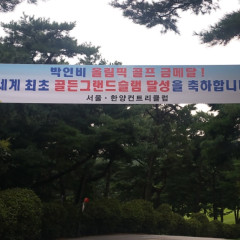 박인비 올림픽 골프 금메달!
세계 최초 골든그랜드슬램 달성을 축하합니
서울·한양컨트리클럽